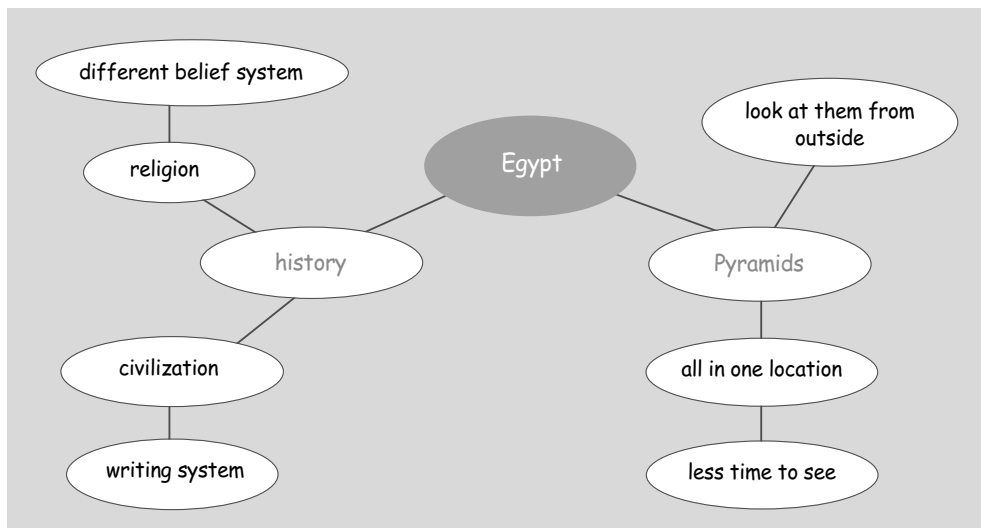 different belief system
look at them from
outside
Egypt
religion
history
Pyramids
civilization
all in one location
writing system
less time to see